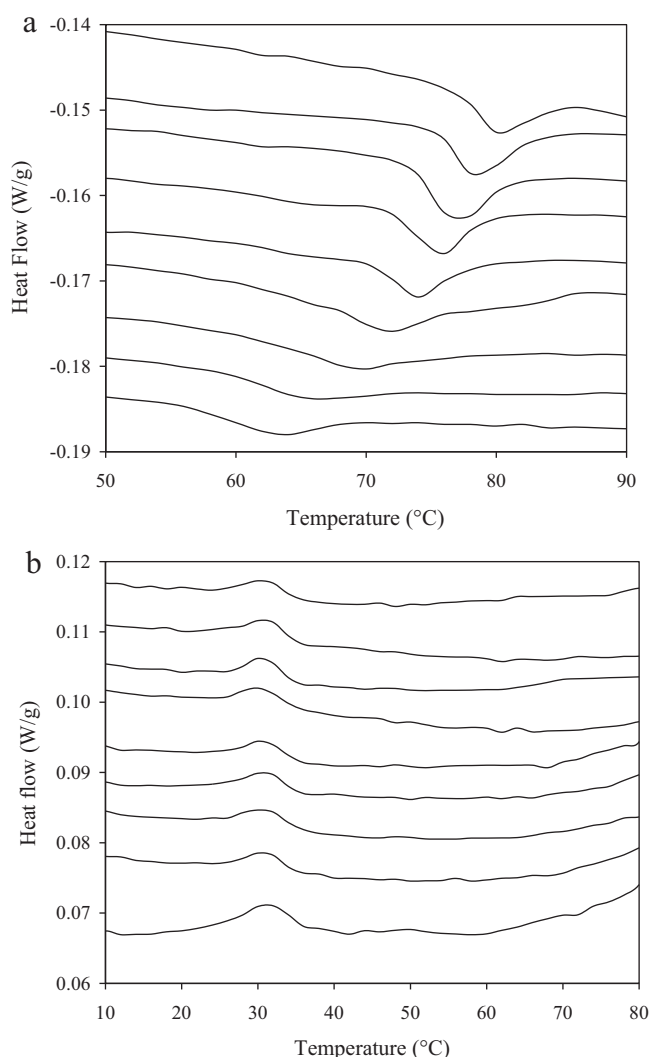 a
-0.14
-0.15
-0.16
-0.17
-0.18
-0.19
Heat Flow (W/g)
50 60 70 80 90
Temperature (°C)
b
0.12
0.11
0.10
0.09
0.08
0.07
0.06
Heat flow (W/g)
10 20 30 40 50 60 70 80
Temperature (°C)